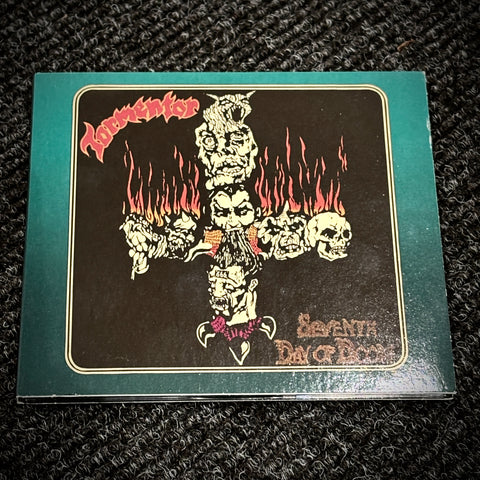 Tormentor
SEVENTH
DAY OF DOOM